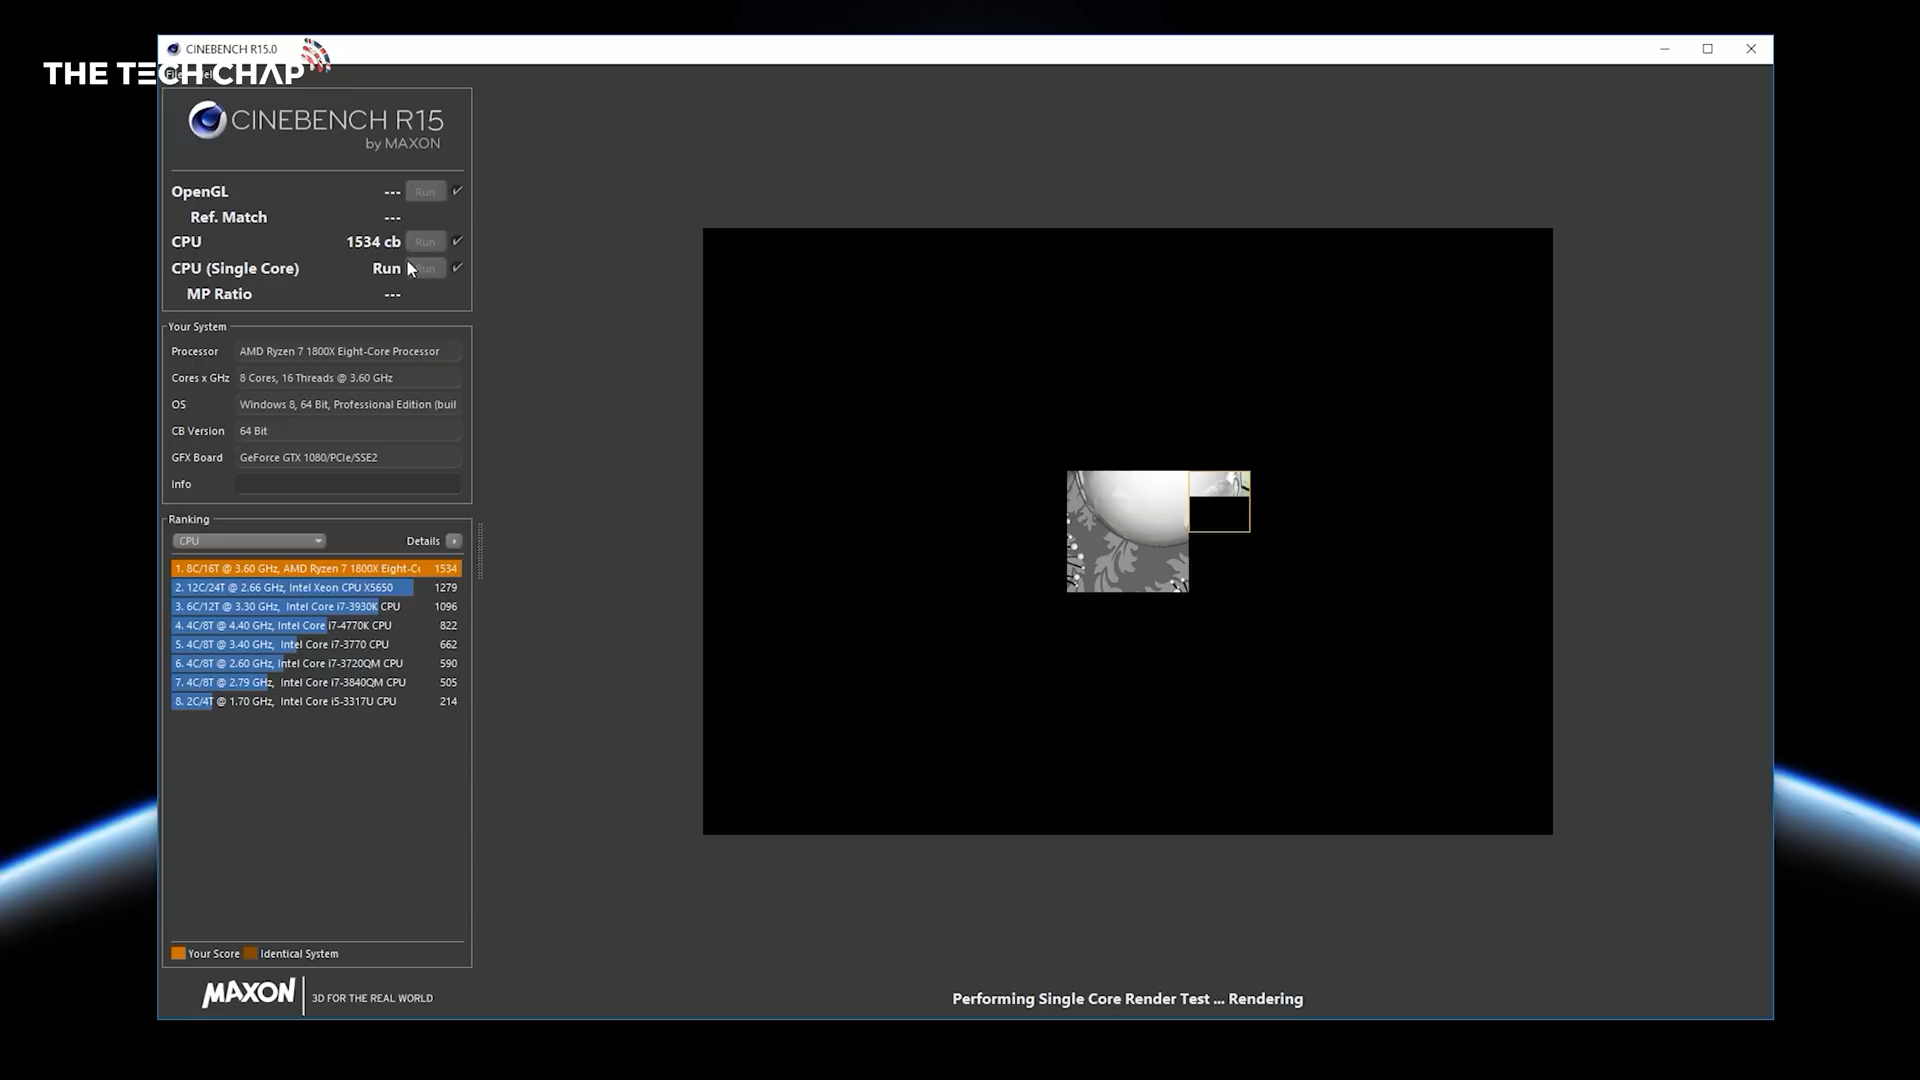 CINEBENCH R15.0
THE TECH CHAP
File
CINEBENCH R15
by MAXON
OpenGL --- Run
Ref. Match ---
CPU 1534 cb Run
CPU (Single Core) Run Run
MP Ratio ---
Your System
Processor AMD Ryzen 7 1800X Eight-Core Processor
Cores x GHz 8 Cores, 16 Threads @ 3.60 GHz
OS Windows 8, 64 Bit, Professional Edition (buil
CB Version 64 Bit
GFX Board GeForce GTX 1080/PCIe/SSE2
Info
Ranking
CPU Details
1. 8C/16T @ 3.60 GHz, AMD Ryzen 7 1800X Eight-Co 1534
2. 12C/24T @ 2.66 GHz, Intel Xeon CPU X5650 1279
3. 6C/12T @ 3.30 GHz, Intel Core i7-3930K CPU 1096
4. 4C/8T @ 4.40 GHz, Intel Core i7-4770K CPU 822
5. 4C/8T @ 3.40 GHz, Intel Core i7-3770 CPU 662
6. 4C/8T @ 2.60 GHz, Intel Core i7-3720QM CPU 590
7. 4C/8T @ 2.79 GHz, Intel Core i7-3840QM CPU 505
8. 2C/4T @ 1.70 GHz, Intel Core i5-3317U CPU 214
Your Score Identical System
MAXON 3D FOR THE REAL WORLD
Performing Single Core Render Test ... Rendering